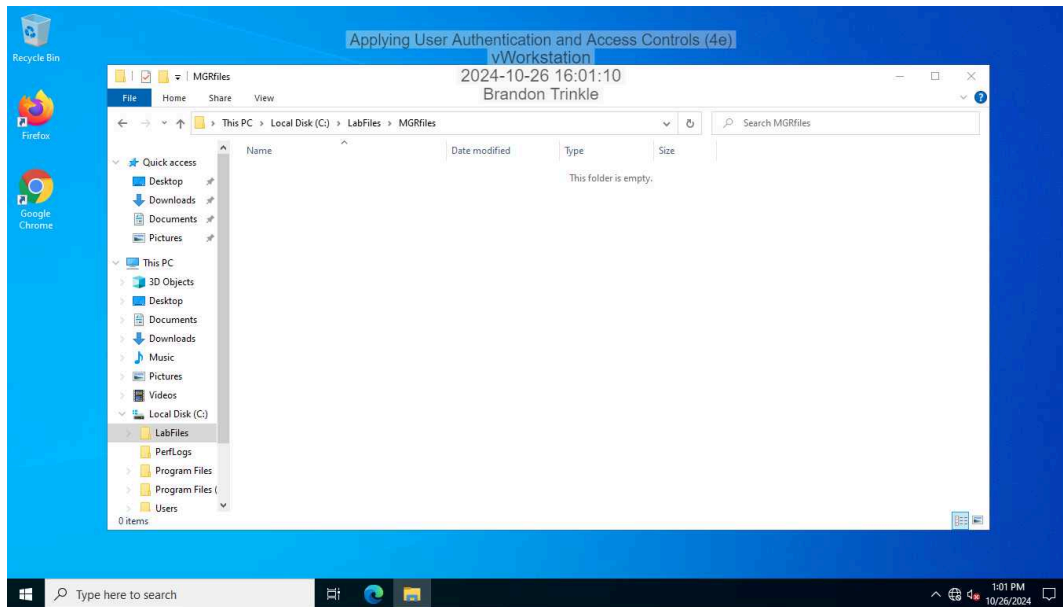 Applying User Authentication and Access Controls (4e)
vWorkstation
2024-10-26 16:01:10
Brandon Trinkle
Recycle Bin
Firefox
Google
Chrome
MGRfiles
File Home Share View
This PC > Local Disk (C:) > LabFiles > MGRfiles
Search MGRfiles
Name Date modified Type Size
This folder is empty.
Quick access
Desktop
Downloads
Documents
Pictures
This PC
3D Objects
Desktop
Documents
Downloads
Music
Pictures
Videos
Local Disk (C:)
LabFiles
PerfLogs
Program Files
Program Files (
Users
0 items
Type here to search
1:01 PM
10/26/2024